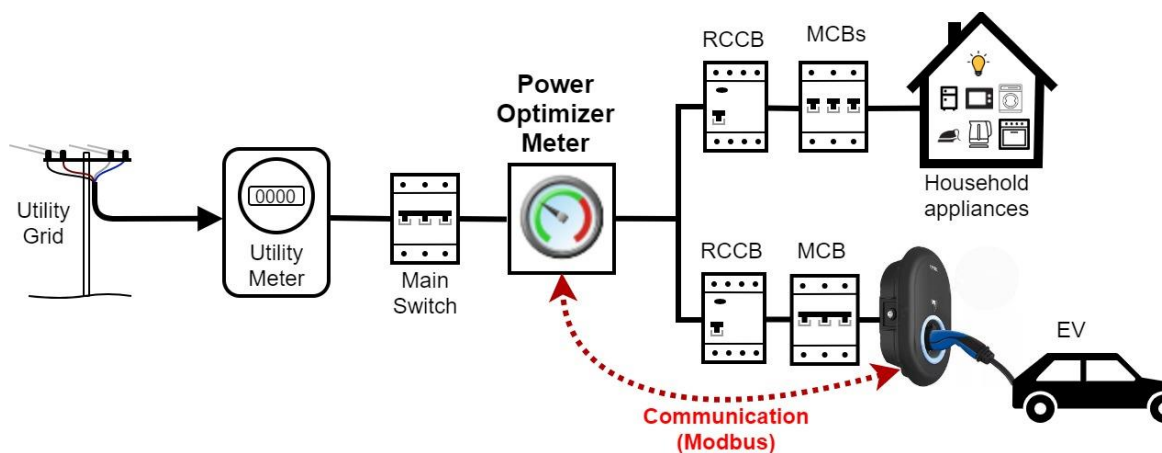 RCCB
MCBs
Power
Optimizer
Meter
Utility
Grid
0000
Utility
Meter
Main
Switch
Household
appliances
RCCB
MCB
EV
Communication
(Modbus)